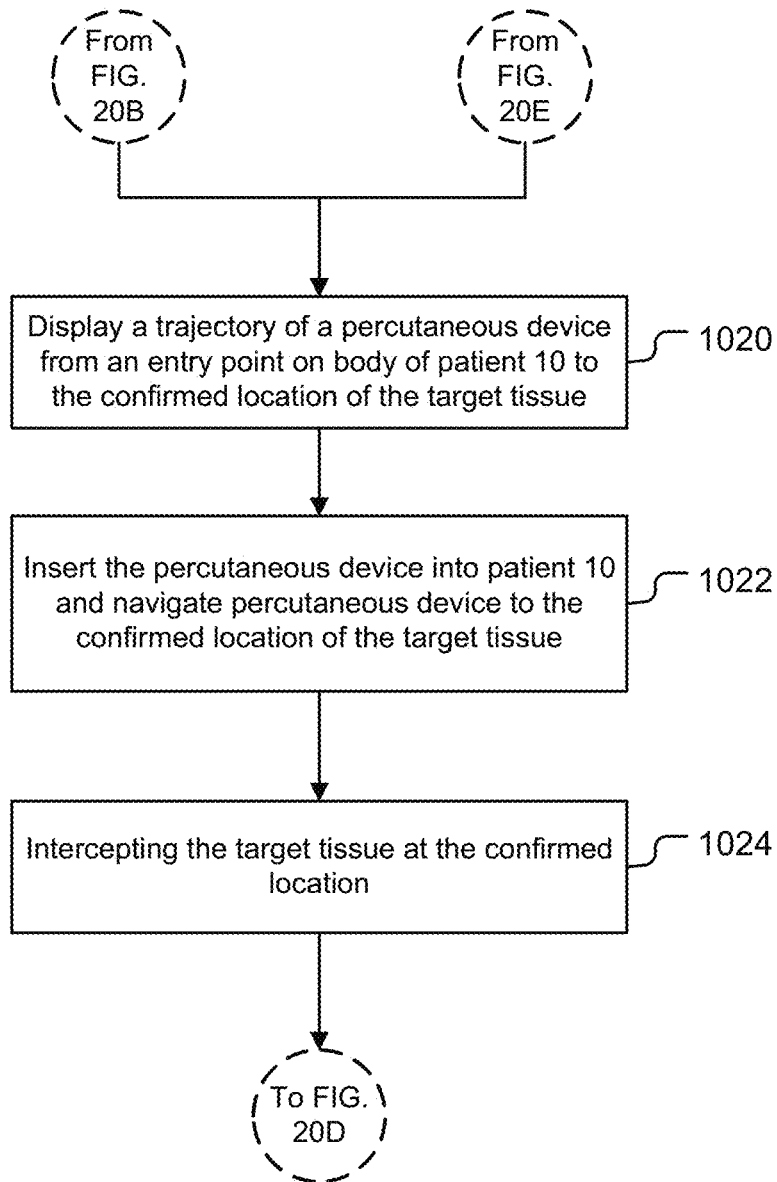 From
FIG.
20B
From
FIG.
20E
Display a trajectory of a percutaneous device
from an entry point on body of patient 10 to
the confirmed location of the target tissue
1020
Insert the percutaneous device into patient 10
and navigate percutaneous device to the
confirmed location of the target tissue
1022
Intercepting the target tissue at the confirmed
location
1024
To FIG.
20D